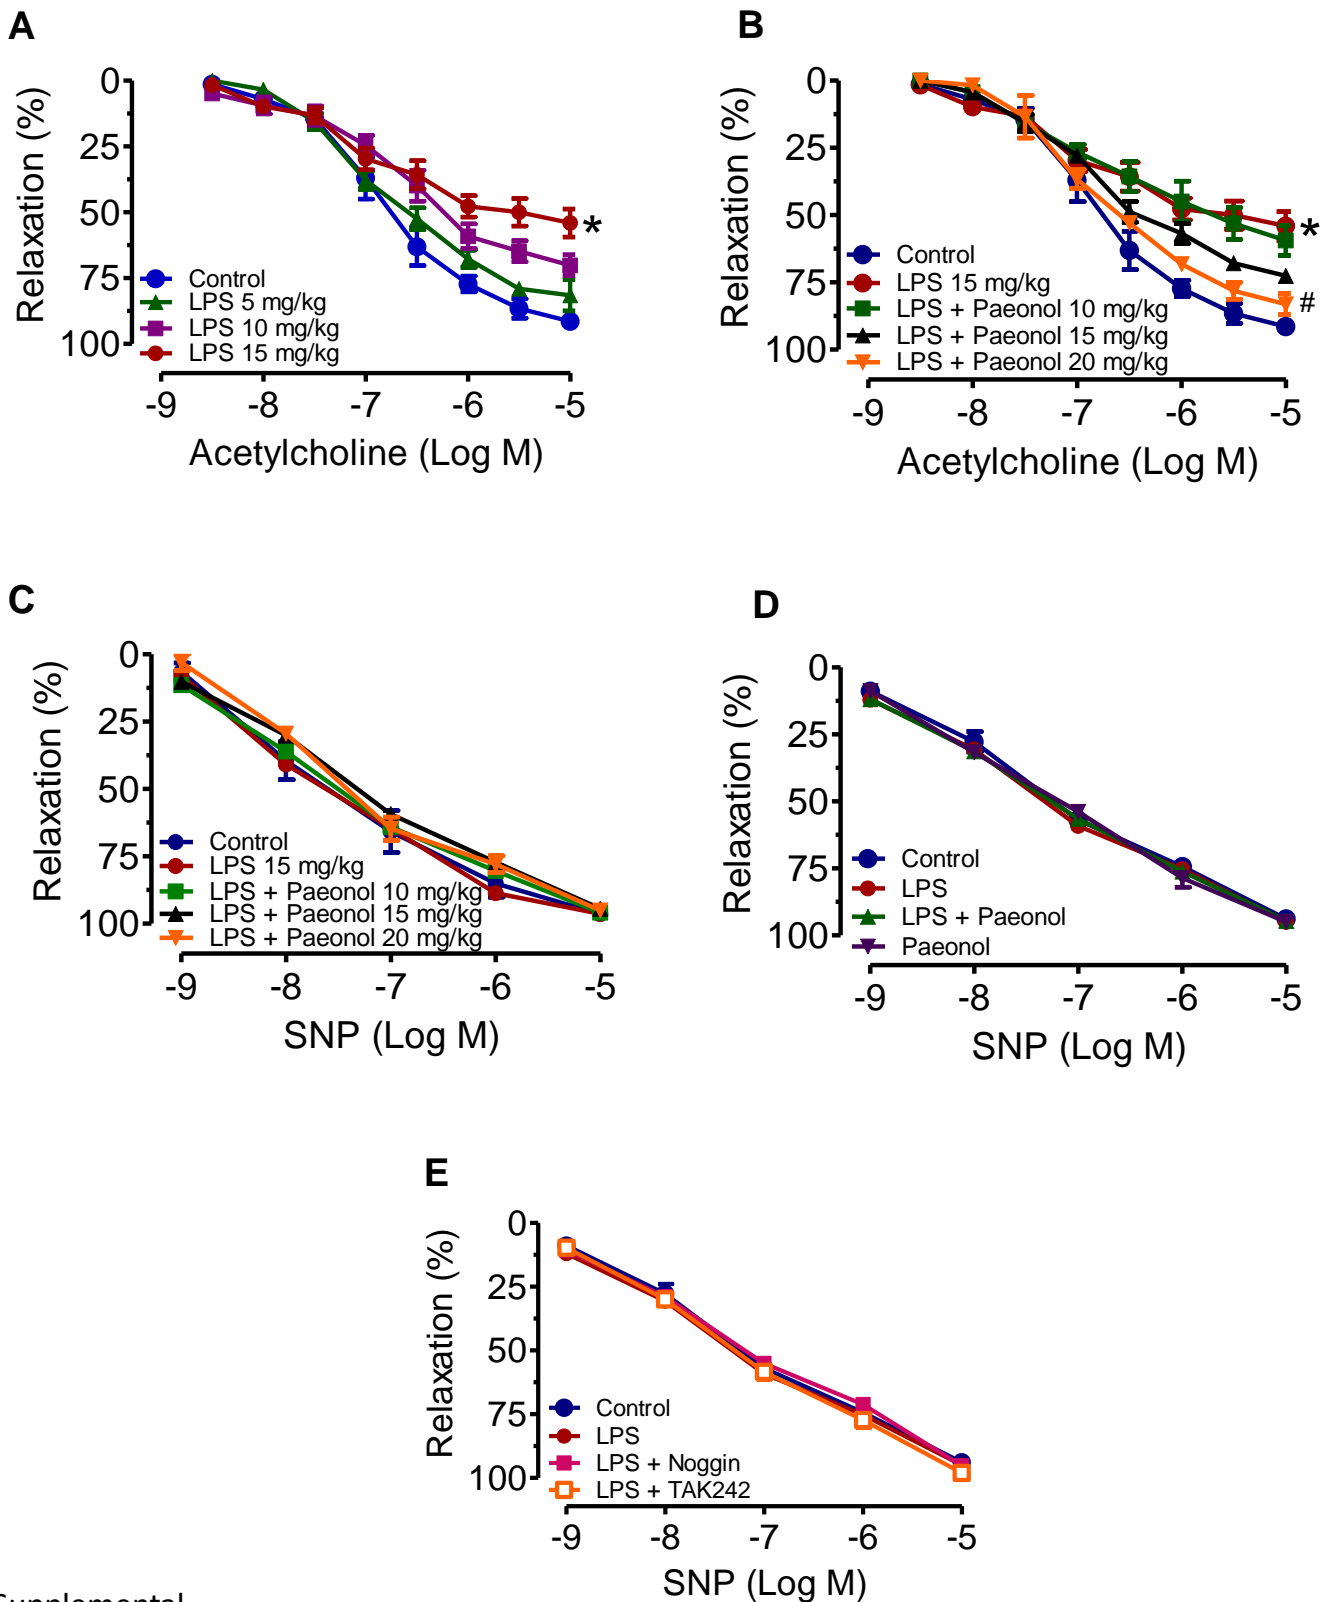 A
Relaxation (%)
0
25
50
75
100
*
Control
LPS 5 mg/kg
LPS 10 mg/kg
LPS 15 mg/kg
-9 -8 -7 -6 -5
Acetylcholine (Log M)
B
Relaxation (%)
0
25
50
75
100
*
#
Control
LPS 15 mg/kg
LPS + Paeonol 10 mg/kg
LPS + Paeonol 15 mg/kg
LPS + Paeonol 20 mg/kg
-9 -8 -7 -6 -5
Acetylcholine (Log M)
C
Relaxation (%)
0
25
50
75
100
Control
LPS 15 mg/kg
LPS + Paeonol 10 mg/kg
LPS + Paeonol 15 mg/kg
LPS + Paeonol 20 mg/kg
-9 -8 -7 -6 -5
SNP (Log M)
D
Relaxation (%)
0
25
50
75
100
Control
LPS
LPS + Paeonol
Paeonol
-9 -8 -7 -6 -5
SNP (Log M)
E
Relaxation (%)
0
25
50
75
100
Control
LPS
LPS + Noggin
LPS + TAK242
-9 -8 -7 -6 -5
SNP (Log M)
Supplemental